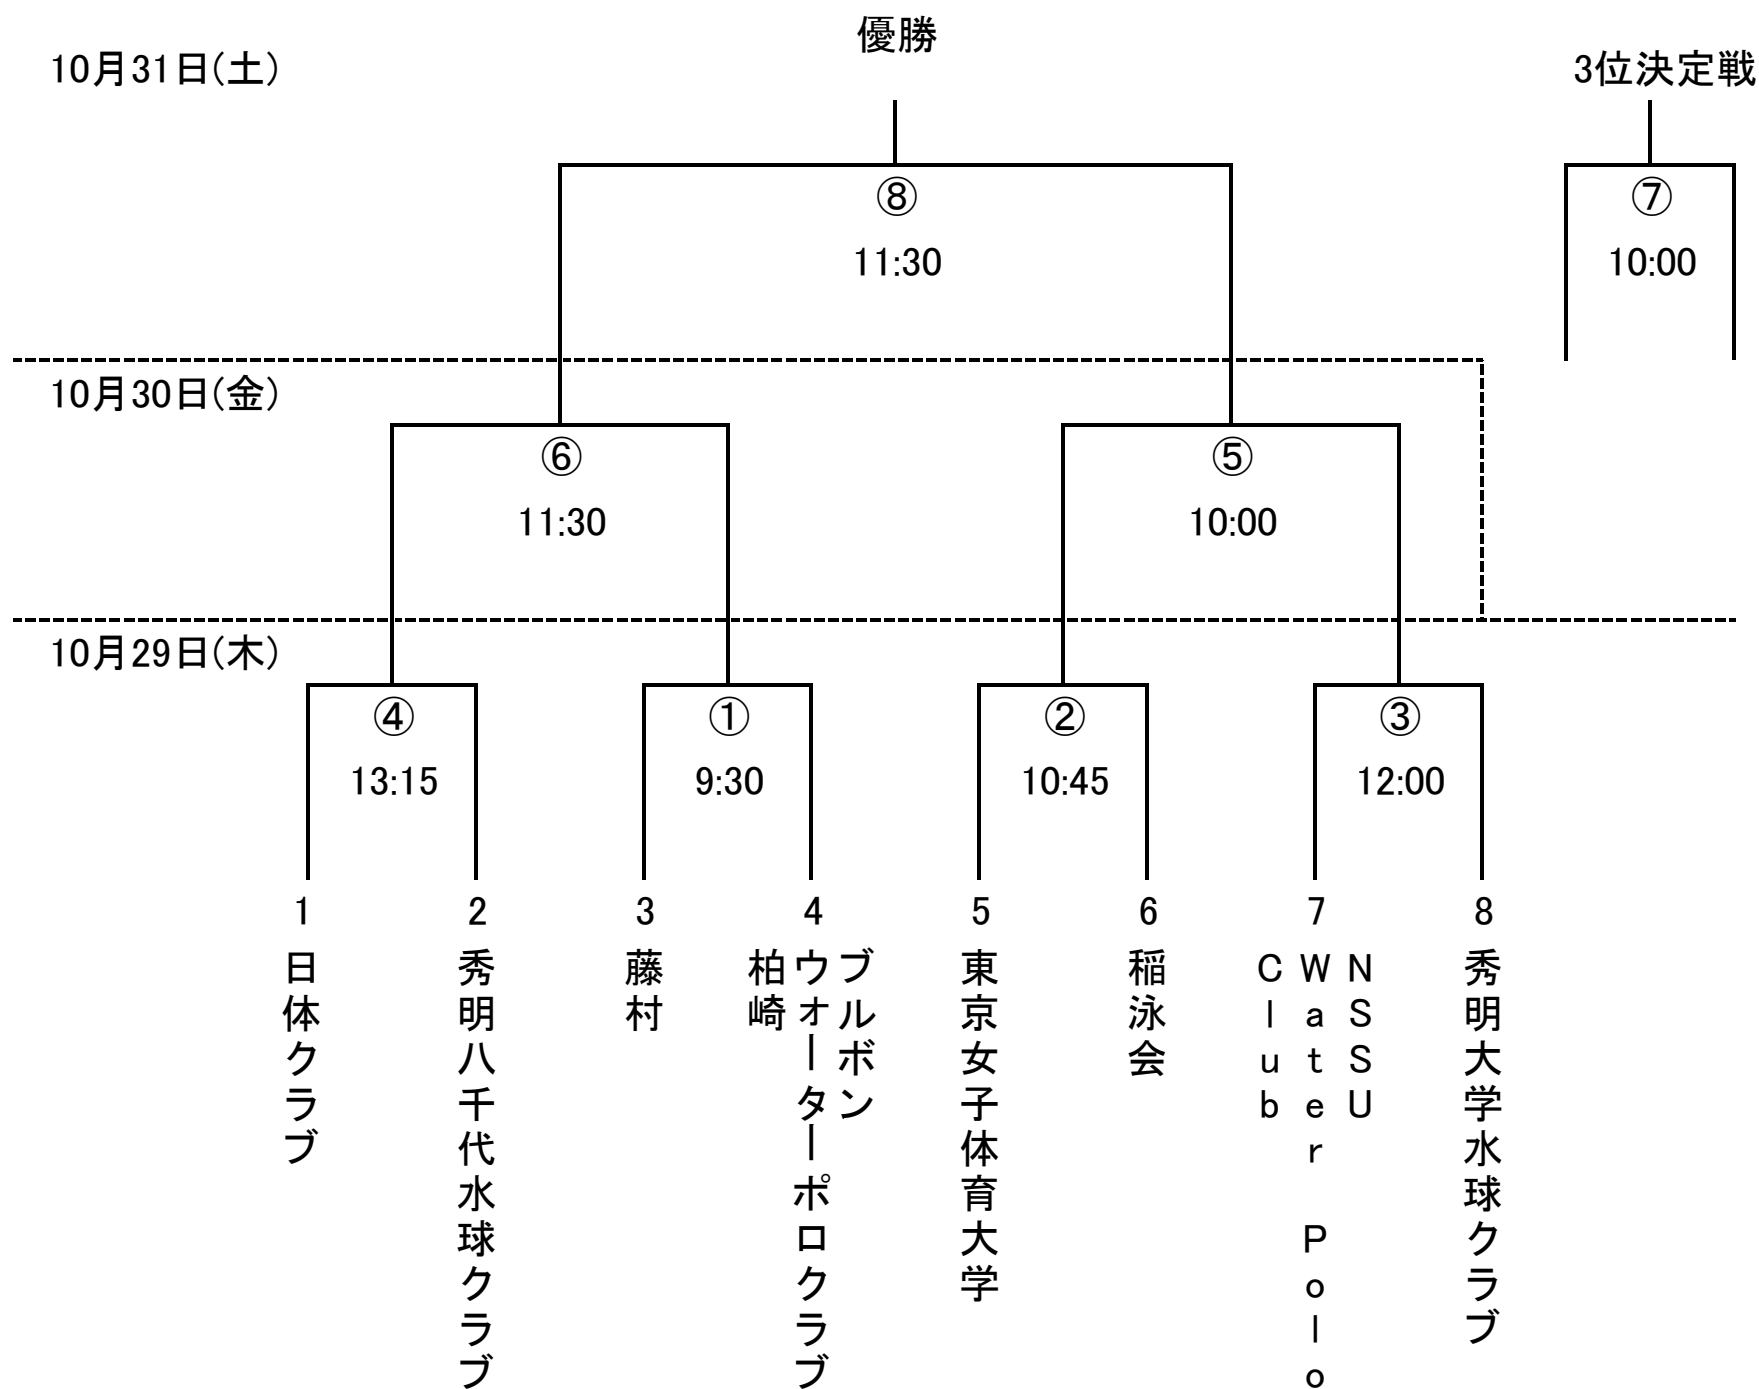 優勝
10月31日(土)
3位決定戦
⑧
⑦
11:30
10:00
10月30日(金)
⑥
⑤
11:30
10:00
10月29日(木)
④
①
②
③
13:15
9:30
10:45
12:00
1
2
3
4
5
6
7
8
日体クラブ
秀明八千代水球クラブ
藤村
ブルボン
ウォーターポロクラブ
柏崎
東京女子体育大学
稲泳会
NSSU
Water Polo
Club
秀明大学水球クラブ